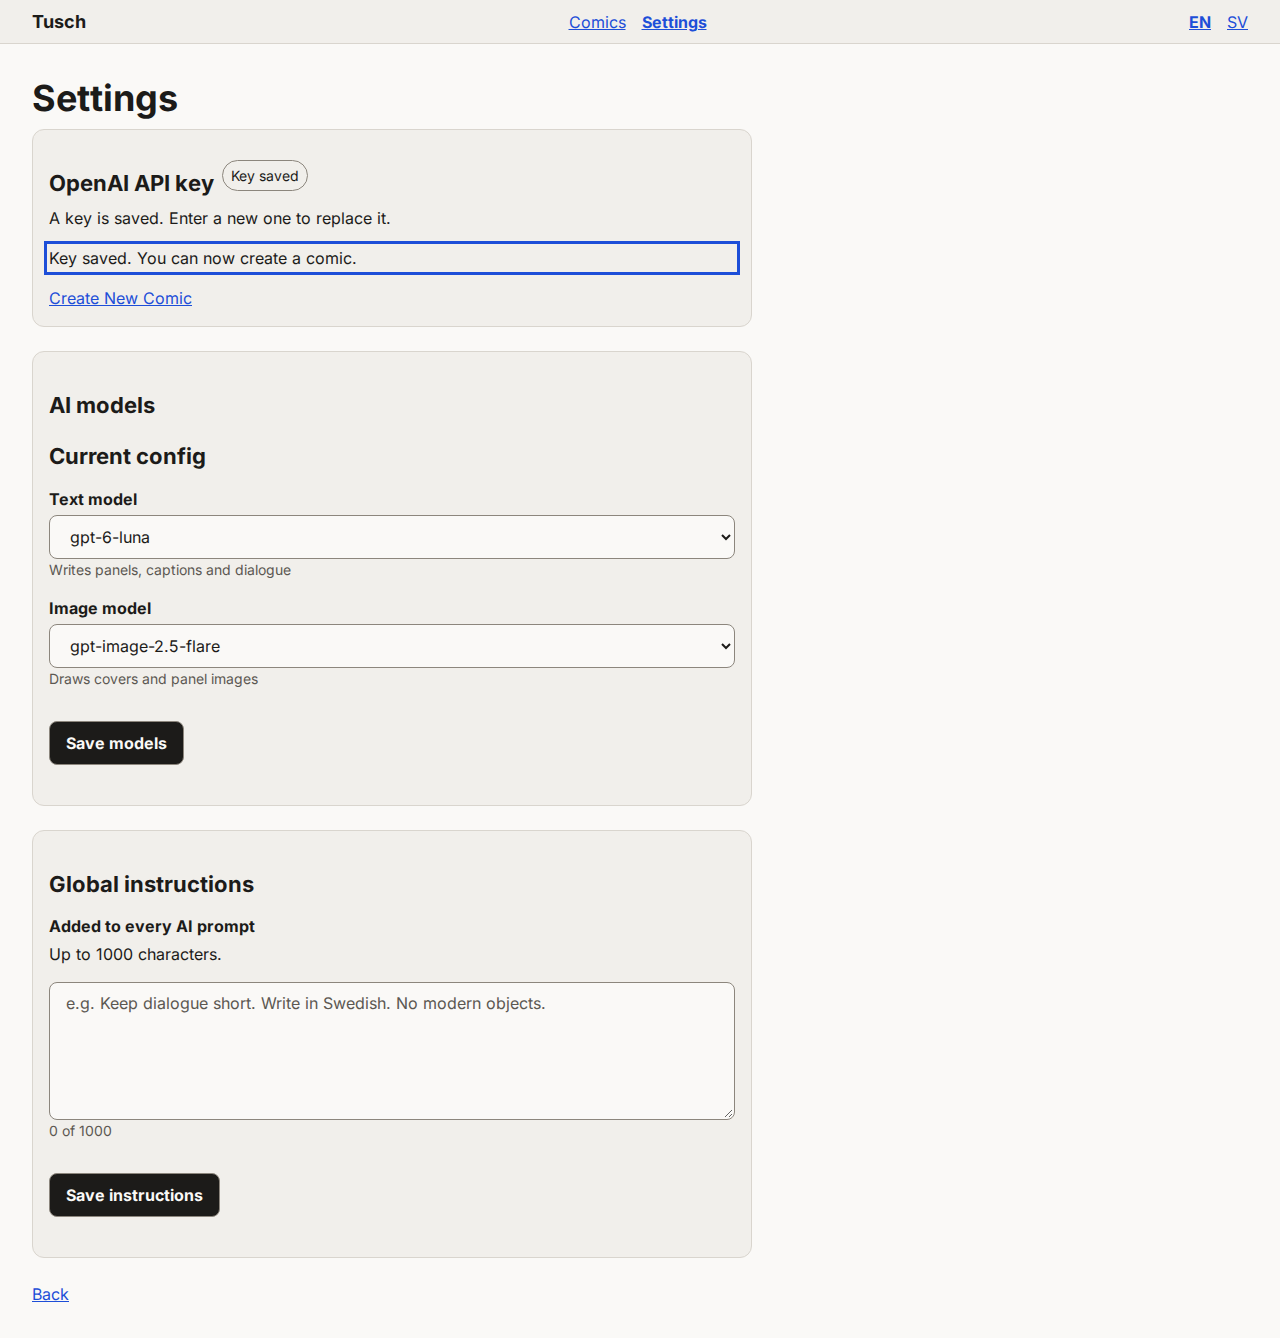 Tusch
Comics Settings
EN SV
Settings
OpenAI API key Key saved
A key is saved. Enter a new one to replace it.
Key saved. You can now create a comic.
Create New Comic
AI models
Current config
Text model
gpt-6-luna
Writes panels, captions and dialogue
Image model
gpt-image-2.5-flare
Draws covers and panel images
Save models
Global instructions
Added to every AI prompt
Up to 1000 characters.
e.g. Keep dialogue short. Write in Swedish. No modern objects.
0 of 1000
Save instructions
Back